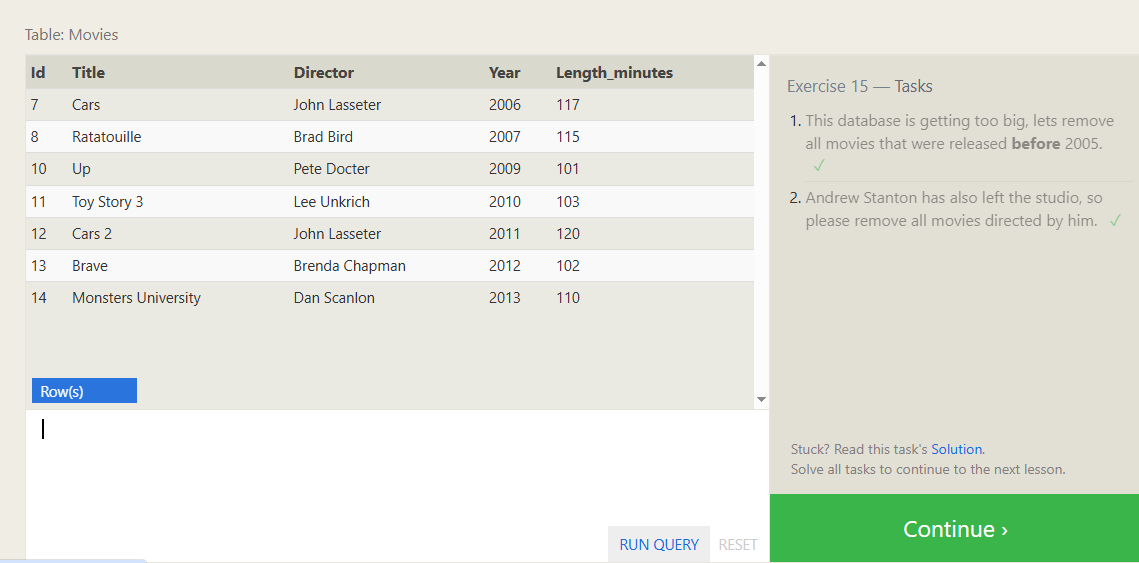 Table: Movies
Id Title Director Year Length_minutes
7 Cars John Lasseter 2006 117
8 Ratatouille Brad Bird 2007 115
10 Up Pete Docter 2009 101
11 Toy Story 3 Lee Unkrich 2010 103
12 Cars 2 John Lasseter 2011 120
13 Brave Brenda Chapman 2012 102
14 Monsters University Dan Scanlon 2013 110
Row(s)
RUN QUERY RESET
Exercise 15 — Tasks
1. This database is getting too big, lets remove
all movies that were released before 2005.
✓
2. Andrew Stanton has also left the studio, so
please remove all movies directed by him. ✓
Stuck? Read this task's Solution.
Solve all tasks to continue to the next lesson.
Continue ›